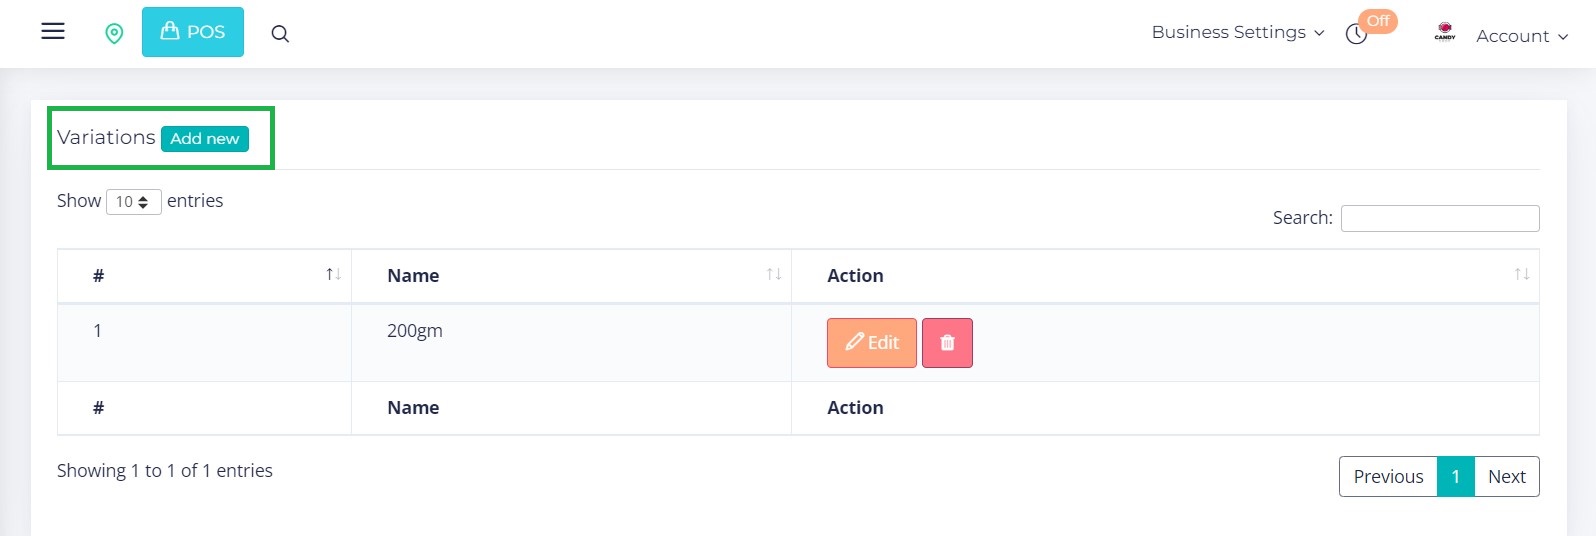 POS
Business Settings
Off
CANDY
Account
Variations Add new
Show 10 entries
Search:
# Name Action
1 200gm Edit
# Name Action
Showing 1 to 1 of 1 entries
Previous 1 Next